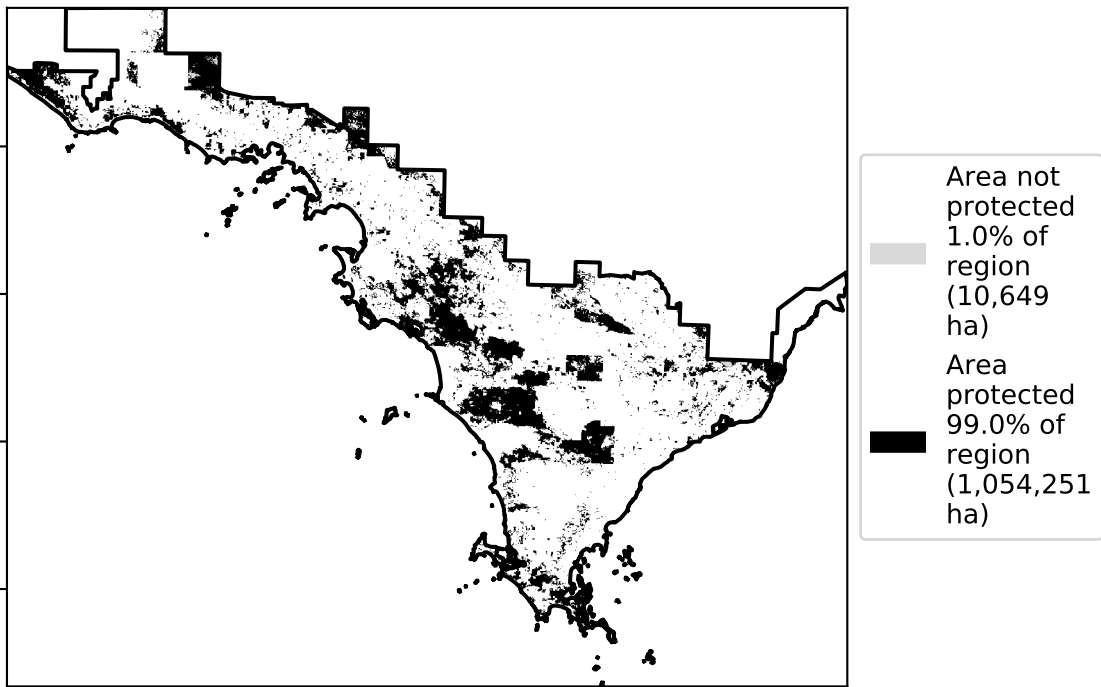 Area not
protected
1.0% of
region
(10,649
ha)
Area
protected
99.0% of
region
(1,054,251
ha)